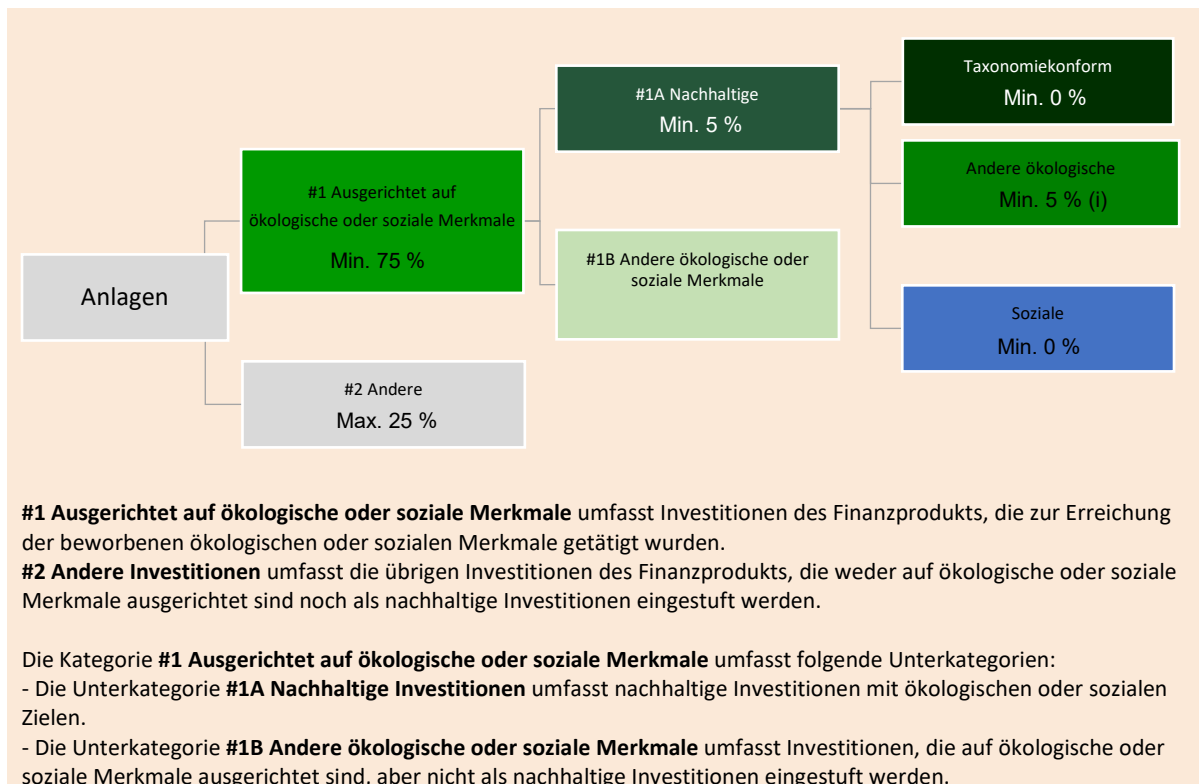 Taxonomiekonform
Min. 0 %
#1A Nachhaltige
Min. 5 %
Andere ökologische
Min. 5 % (i)
#1 Ausgerichtet auf
ökologische oder soziale Merkmale
Min. 75 %
#1B Andere ökologische oder
soziale Merkmale
Anlagen
Soziale
Min. 0 %
#2 Andere
Max. 25 %
#1 Ausgerichtet auf ökologische oder soziale Merkmale umfasst Investitionen des Finanzprodukts, die zur Erreichung
der beworbenen ökologischen oder sozialen Merkmale getätigt wurden.
#2 Andere Investitionen umfasst die übrigen Investitionen des Finanzprodukts, die weder auf ökologische oder soziale
Merkmale ausgerichtet sind noch als nachhaltige Investitionen eingestuft werden.
Die Kategorie #1 Ausgerichtet auf ökologische oder soziale Merkmale umfasst folgende Unterkategorien:
- Die Unterkategorie #1A Nachhaltige Investitionen umfasst nachhaltige Investitionen mit ökologischen oder sozialen
Zielen.
- Die Unterkategorie #1B Andere ökologische oder soziale Merkmale umfasst Investitionen, die auf ökologische oder
soziale Merkmale ausgerichtet sind, aber nicht als nachhaltige Investitionen eingestuft werden.